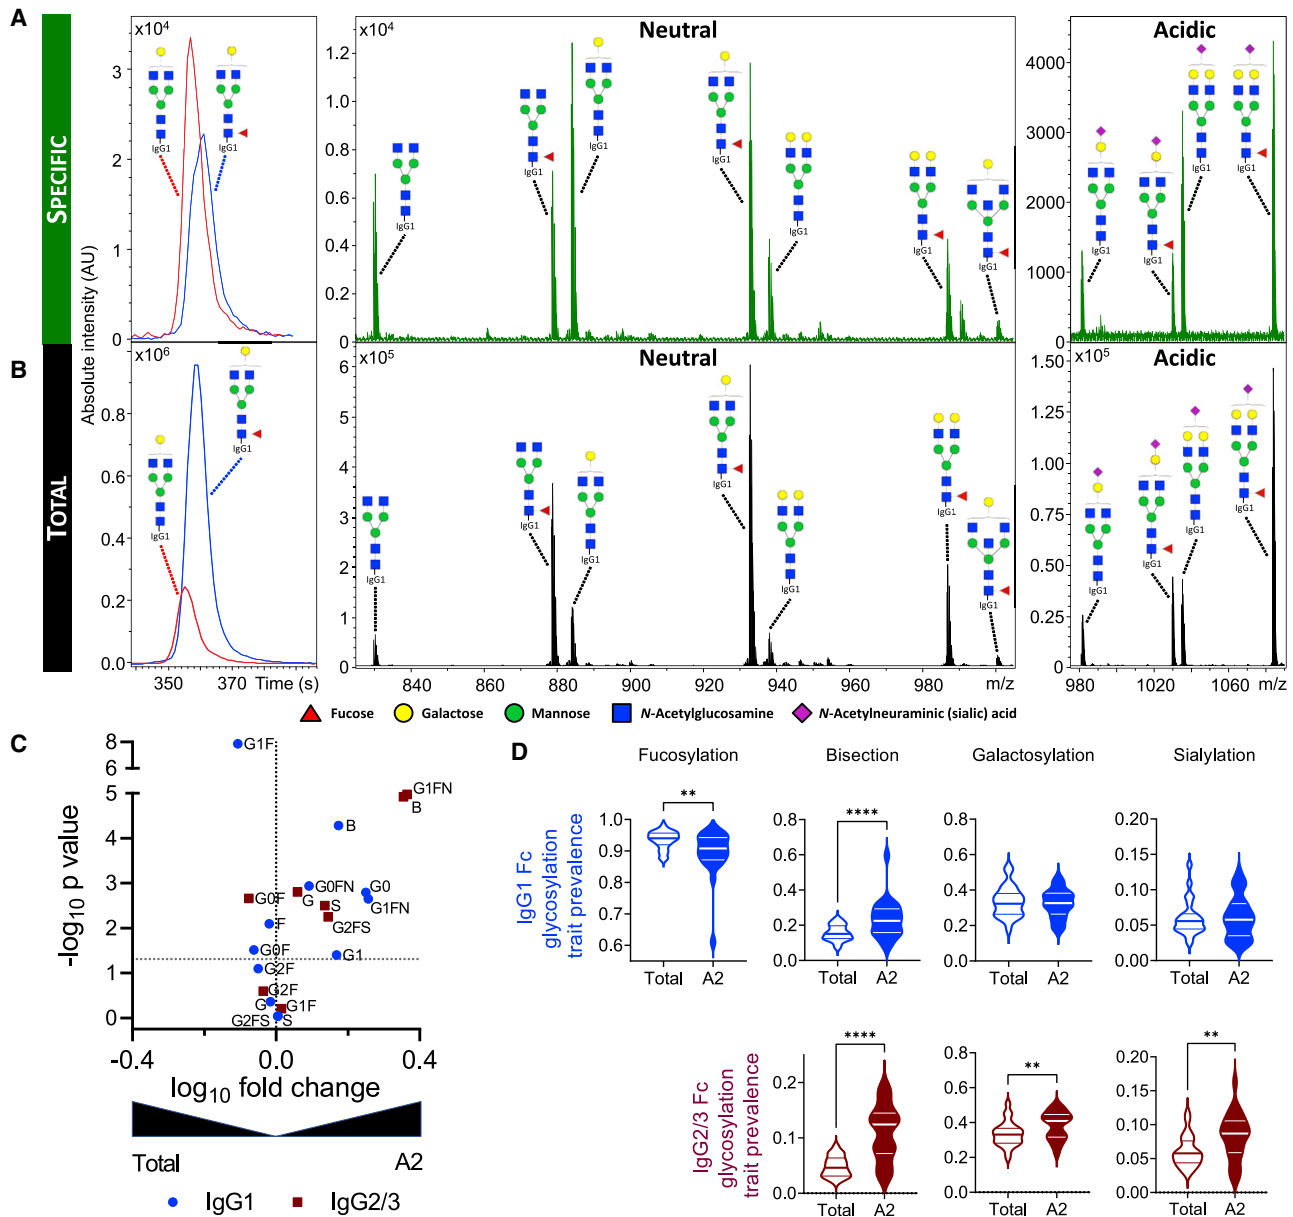 A
SPECIFIC
Absolute intensity (AU)
x10⁴
3
2
1
0
IgG1
IgG1
Neutral
x10⁴
1.2
1.0
0.8
0.6
0.4
0.2
0
IgG1
IgG1
IgG1
IgG1
IgG1
IgG1
IgG1
Acidic
4000
3000
2000
1000
0
IgG1
IgG1
IgG1
IgG1
B
TOTAL
x10⁶
0.8
0.6
0.4
0.2
0.0
IgG1
IgG1
350
370
Time (s)
Neutral
x10⁵
6
5
4
3
2
1
0
IgG1
IgG1
IgG1
IgG1
IgG1
IgG1
IgG1
840
860
880
900
920
940
960
980
m/z
Acidic
x10⁵
1.50
1.25
1.00
0.75
0.50
0.25
0
IgG1
IgG1
IgG1
IgG1
980
1020
1060
m/z
Fucose
Galactose
Mannose
N-Acetylglucosamine
N-Acetylneuraminic (sialic) acid
C
-log10 p value
8
6
5
4
3
2
1
0
G1F
G1FN
B
B
G0FN
G0
G
G1FN
G0F
S
G2FS
F
G0F
G1
G2F
G2F
G
G1F
G2FS
S
-0.4
0.0
0.4
log10 fold change
Total
A2
IgG1
IgG2/3
D
Fucosylation
Bisection
Galactosylation
Sialylation
IgG1 Fc
glycosylation
trait prevalence
**
1.0
0.9
0.8
0.7
0.6
Total
A2
****
0.8
0.6
0.4
0.2
0.0
Total
A2
0.8
0.6
0.4
0.2
0.0
Total
A2
0.20
0.15
0.10
0.05
0.00
Total
A2
IgG2/3 Fc
glycosylation
trait prevalence
****
0.2
0.1
0.0
Total
A2
**
0.8
0.6
0.4
0.2
0.0
Total
A2
**
0.20
0.15
0.10
0.05
0.00
Total
A2